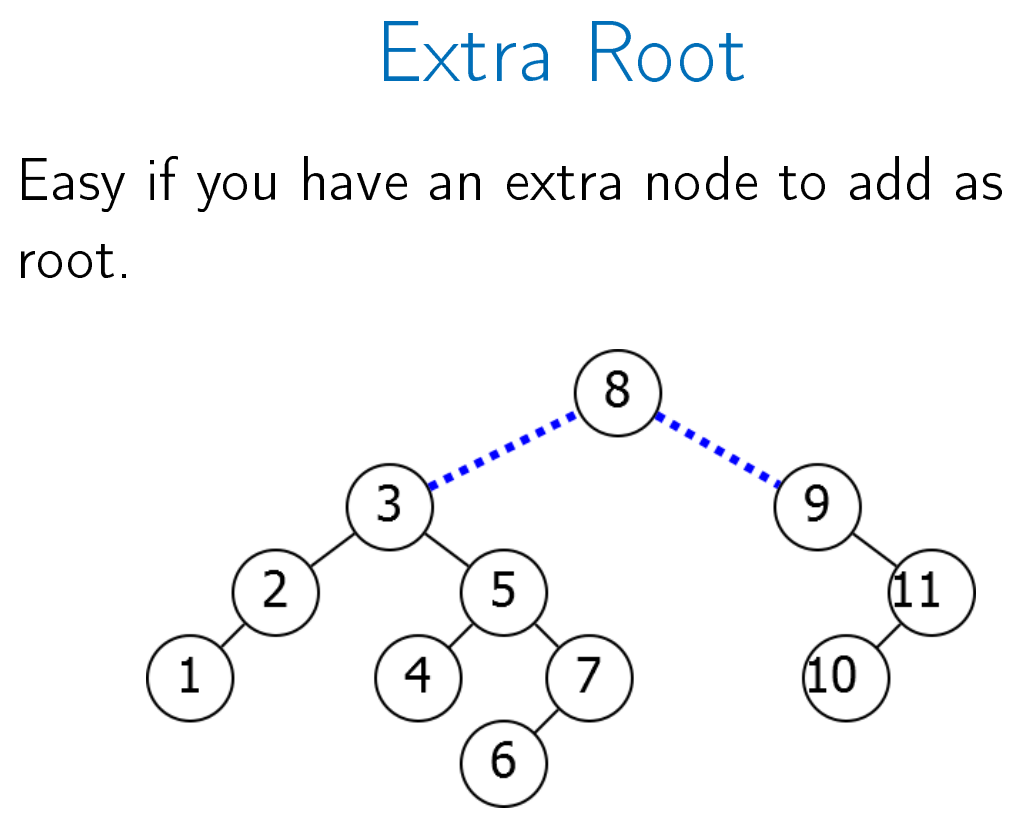 Extra Root
Easy if you have an extra node to add as
root.
8
3 9
2 5 11
1 4 7 10
6